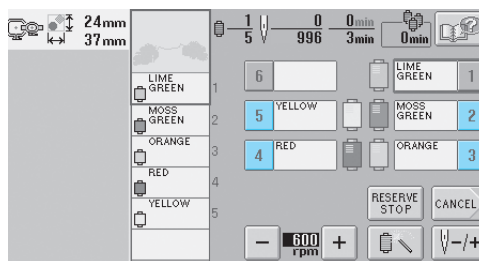 24mm
37mm
1
5
0
996
0min
3min
0min
LIME
GREEN
1
MOSS
GREEN
2
ORANGE
3
RED
4
YELLOW
5
6
LIME
GREEN
1
5
YELLOW
MOSS
GREEN
2
4
RED
ORANGE
3
RESERVE
STOP
CANCEL
−
600
rpm
+
−/+
?